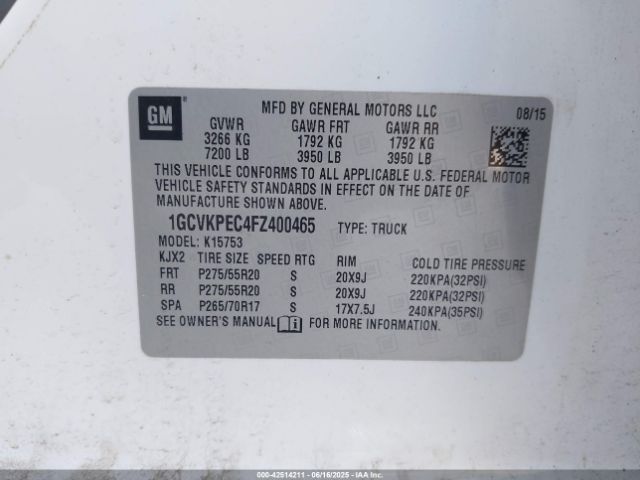 GM
®
MFD BY GENERAL MOTORS LLC 08/15
GVWR GAWR FRT GAWR RR
3266 KG 1792 KG 1792 KG
7200 LB 3950 LB 3950 LB
THIS VEHICLE CONFORMS TO ALL APPLICABLE U.S. FEDERAL MOTOR
VEHICLE SAFETY STANDARDS IN EFFECT ON THE DATE OF
MANUFACTURE SHOWN ABOVE.
1GCVKPEC4FZ400465 TYPE: TRUCK
MODEL: K15753
KJX2 TIRE SIZE SPEED RTG RIM COLD TIRE PRESSURE
FRT P275/55R20 S 20X9J 220KPA(32PSI)
RR P275/55R20 S 20X9J 220KPA(32PSI)
SPA P265/70R17 S 17X7.5J 240KPA(35PSI)
SEE OWNER'S MANUAL FOR MORE INFORMATION.
000-42514211 - 06/16/2025 - IAAI.COM